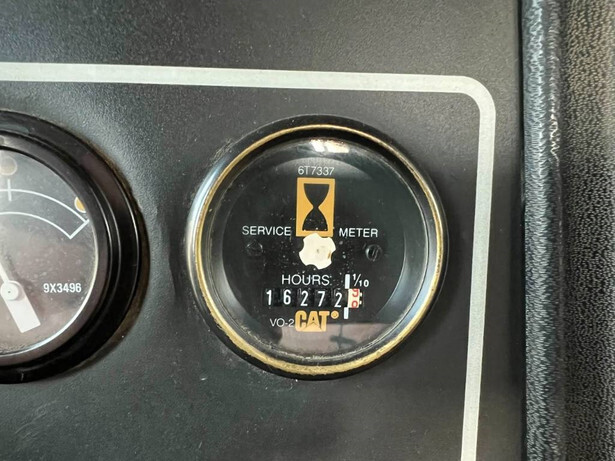 6T7337
SERVICE METER
HOURS 1/10
16272
VO-2
CAT
9X3496